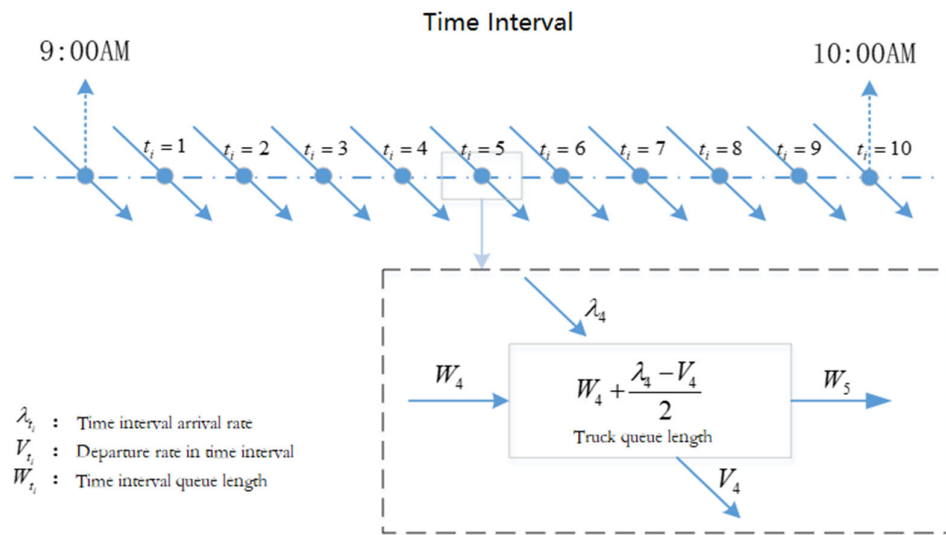 Time Interval
9:00AM 10:00AM
t_i = 1 t_i = 2 t_i = 3 t_i = 4 t_i = 5 t_i = 6 t_i = 7 t_i = 8 t_i = 9 t_i = 10
λ_4
W_4
W_4 + (λ_4 − V_4)/2
W_5
Truck queue length
V_4
λ_{t_i} : Time interval arrival rate
V_{t_i} : Departure rate in time interval
W_{t_i} : Time interval queue length